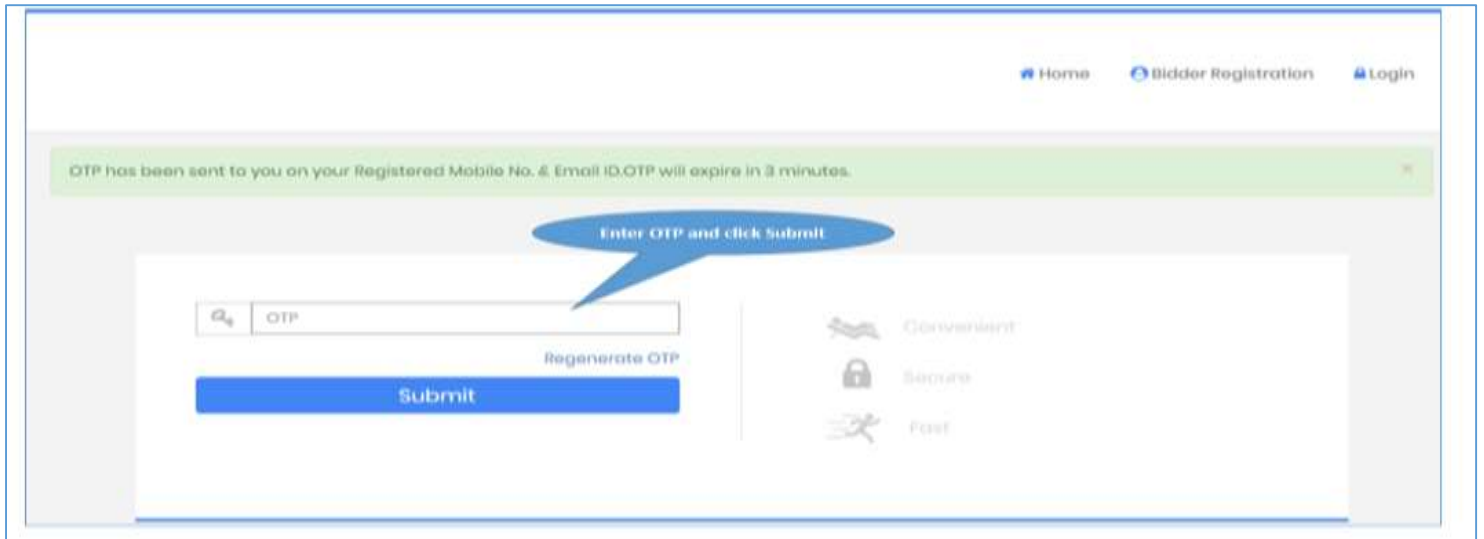 Home Bidder Registration Login
OTP has been sent to you on your Registered Mobile No. & Email ID.OTP will expire in 3 minutes.
Enter OTP and click Submit
OTP
Regenerate OTP
Submit
Convenient
Secure
Fast